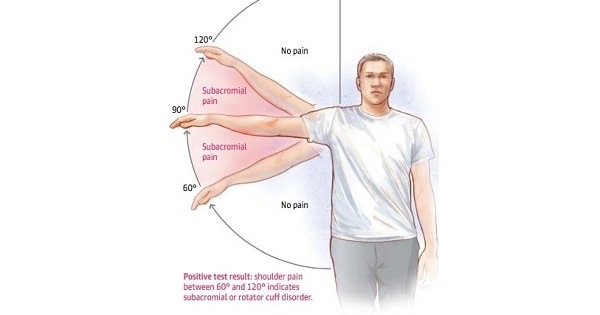 120°
No pain
Subacromial
pain
90°
Subacromial
pain
60°
No pain
Positive test result: shoulder pain
between 60° and 120° indicates
subacromial or rotator cuff disorder.